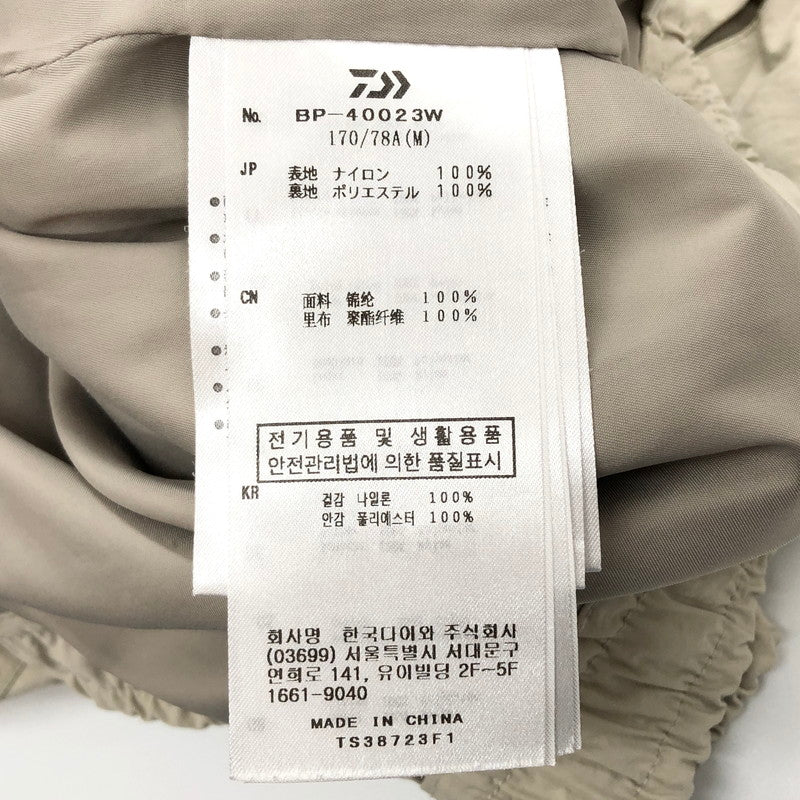 No. BP-40023W
170/78A(M)
JP 表地 ナイロン 100%
裏地 ポリエステル 100%
CN 面料 锦纶 100%
里布 聚酯纤维 100%
전기용품 및 생활용품
안전관리법에 의한 품질표시
KR 겉감 나일론 100%
안감 폴리에스터 100%
회사명 한국다이와 주식회사
(03699) 서울특별시 서대문구
연희로 141, 유이빌딩 2F~5F
1661-9040
MADE IN CHINA
TS38723F1